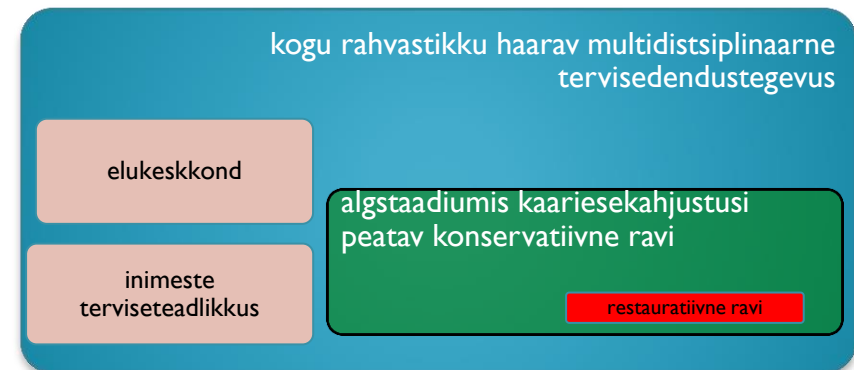 kogu rahvastikku haarav multidistsiplinaarne
tervisedendustegevus
elukeskkond
algstaadiumis kaariesekahjustusi
peatav konservatiivne ravi
inimeste
terviseteadlikkus
restauratiivne ravi